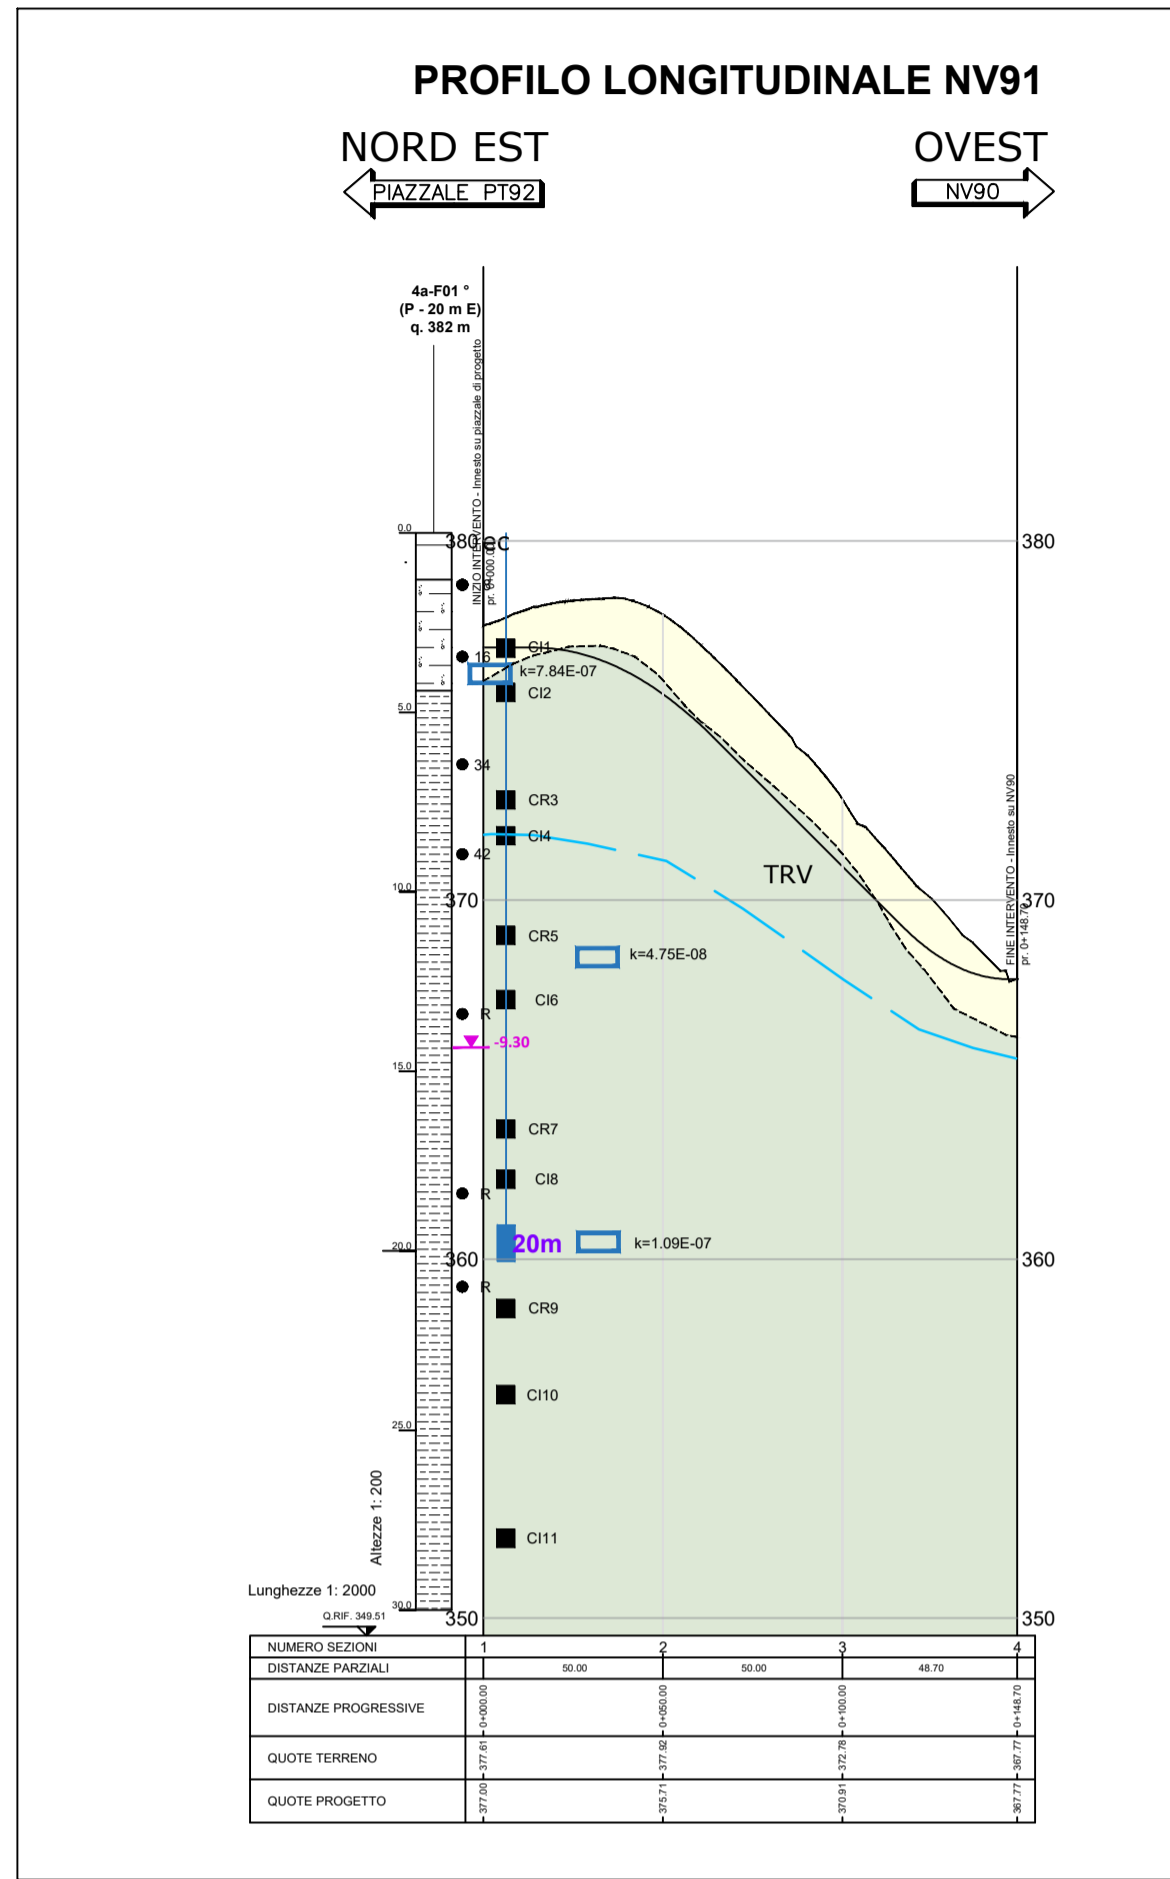 PROFILO LONGITUDINALE NV91
NORD EST
OVEST
PIAZZALE PT92
NV90
4a-F01 °
(P - 20 m E)
q. 382 m
INIZIO INTERVENTO - Innesto su piazzale di progetto
pr. 0+000.00
0.0
380
ec
380
CI1
16
k=7.84E-07
CI2
5.0
34
CR3
CI4
42
TRV
FINE INTERVENTO - Innesto su NV90
pr. 0+148.70
10.0
370
370
CR5
k=4.75E-08
CI6
R
-9.30
15.0
CR7
CI8
R
20.0
20m
k=1.09E-07
360
360
R
CR9
CI10
25.0
Altezze 1: 200
CI11
Lunghezze 1: 2000
30.0
Q.RIF. 349.51
350
350
NUMERO SEZIONI 1 2 3 4
DISTANZE PARZIALI 50.00 50.00 48.70
DISTANZE PROGRESSIVE 0+000.00 0+050.00 0+100.00 0+148.70
QUOTE TERRENO 377.61 377.92 372.78 367.77
QUOTE PROGETTO 377.00 375.71 370.91 367.77